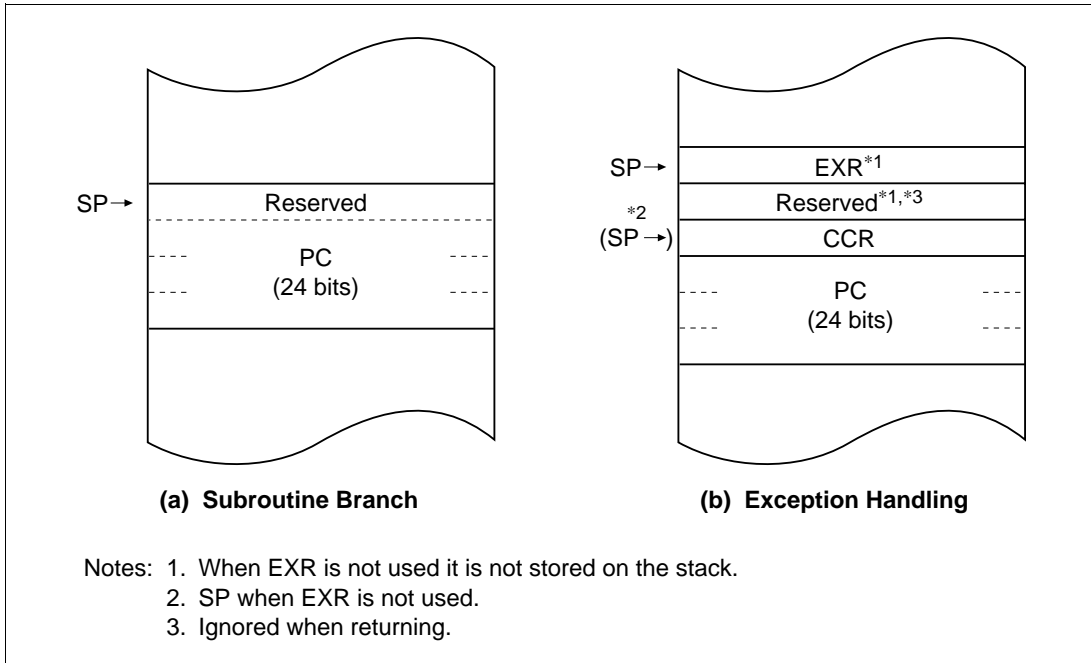 SP→
Reserved
PC
(24 bits)
(a) Subroutine Branch
SP→
EXR*1
Reserved*1,*3
*2
(SP→)
CCR
PC
(24 bits)
(b) Exception Handling
Notes: 1. When EXR is not used it is not stored on the stack.
2. SP when EXR is not used.
3. Ignored when returning.